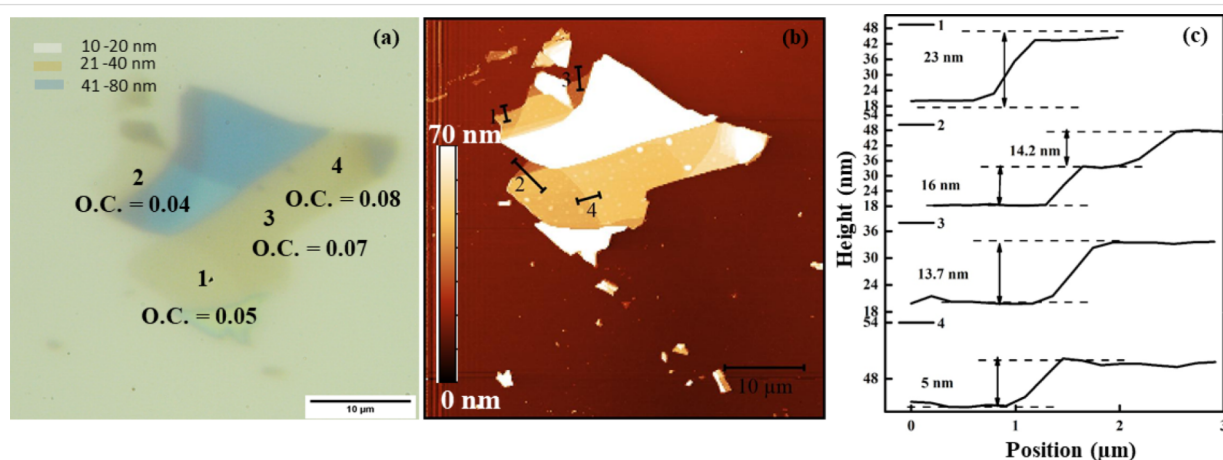 (a)
10 -20 nm
21 -40 nm
41 -80 nm
2
O.C. = 0.04
4
O.C. = 0.08
3
O.C. = 0.07
1
O.C. = 0.05
10 µm
(b)
3
1
70 nm
2
4
0 nm
10 µm
(c)
Height (nm)
48
42
36
30
24
18
1
23 nm
48
42
36
30
24
18
2
14.2 nm
16 nm
36
30
24
18
3
13.7 nm
54
48
4
5 nm
0
1
2
3
Position (µm)